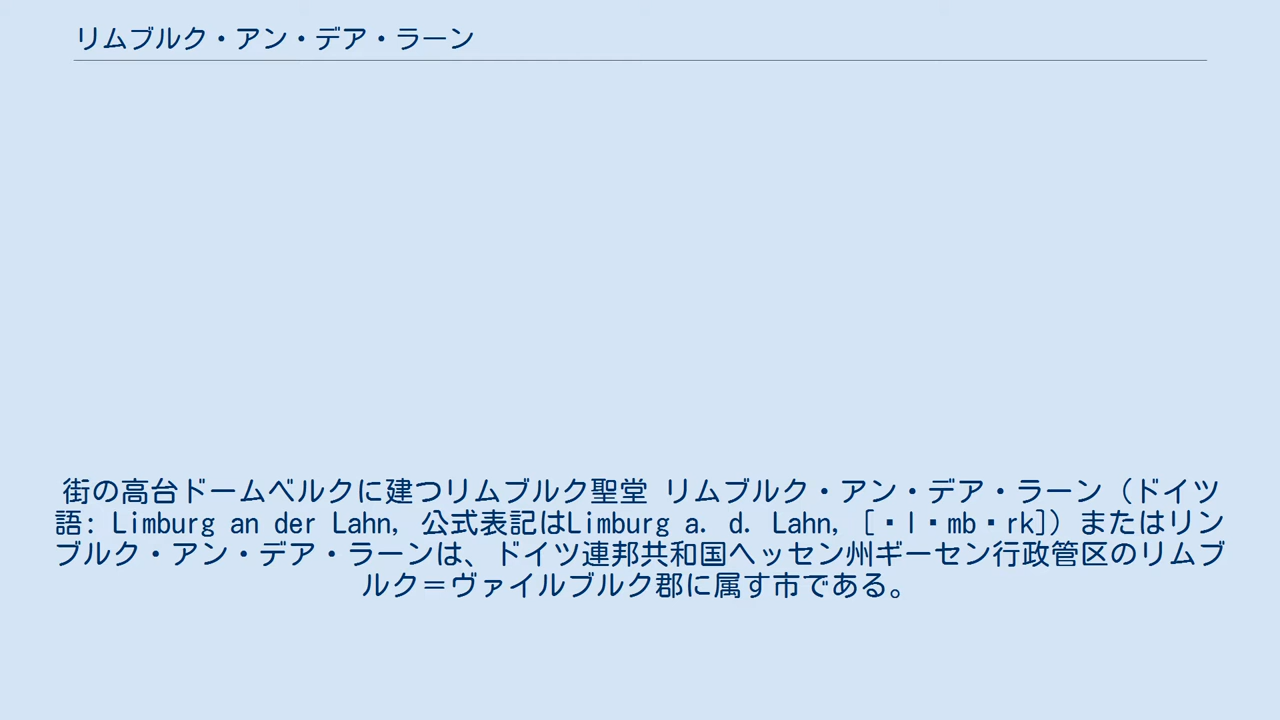 リムブルク・アン・デア・ラーン
街の高台ドームベルクに建つリムブルク聖堂 リムブルク・アン・デア・ラーン（ドイツ
語: Limburg an der Lahn, 公式表記はLimburg a. d. Lahn, [▪l▪mb▪rk]）またはリン
ブルク・アン・デア・ラーンは、ドイツ連邦共和国ヘッセン州ギーセン行政管区のリムブ
ルク＝ヴァイルブルク郡に属す市である。